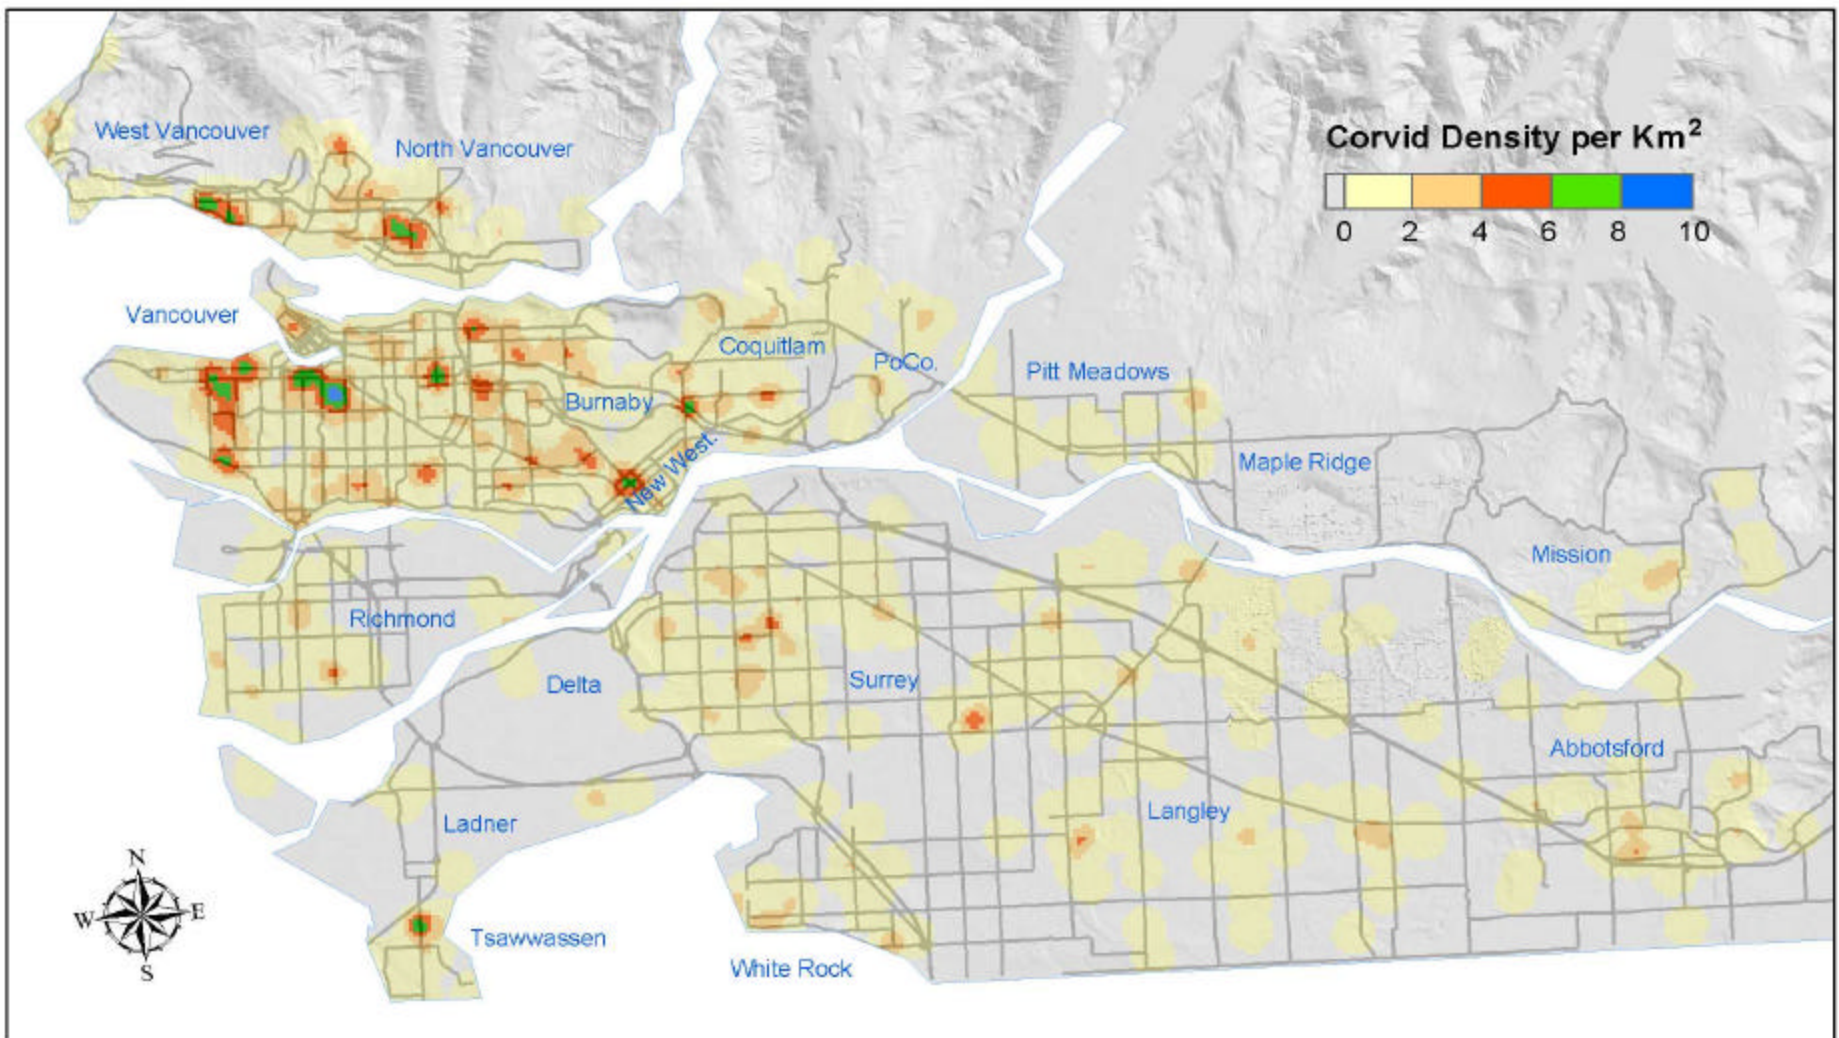 West Vancouver
North Vancouver
Corvid Density per Km²
0 2 4 6 8 10
Vancouver
Coquitlam
PoCo.
Pitt Meadows
Burnaby
New West.
Maple Ridge
Mission
Richmond
Delta
Surrey
Abbotsford
Langley
Ladner
N
W E
S
Tsawwassen
White Rock